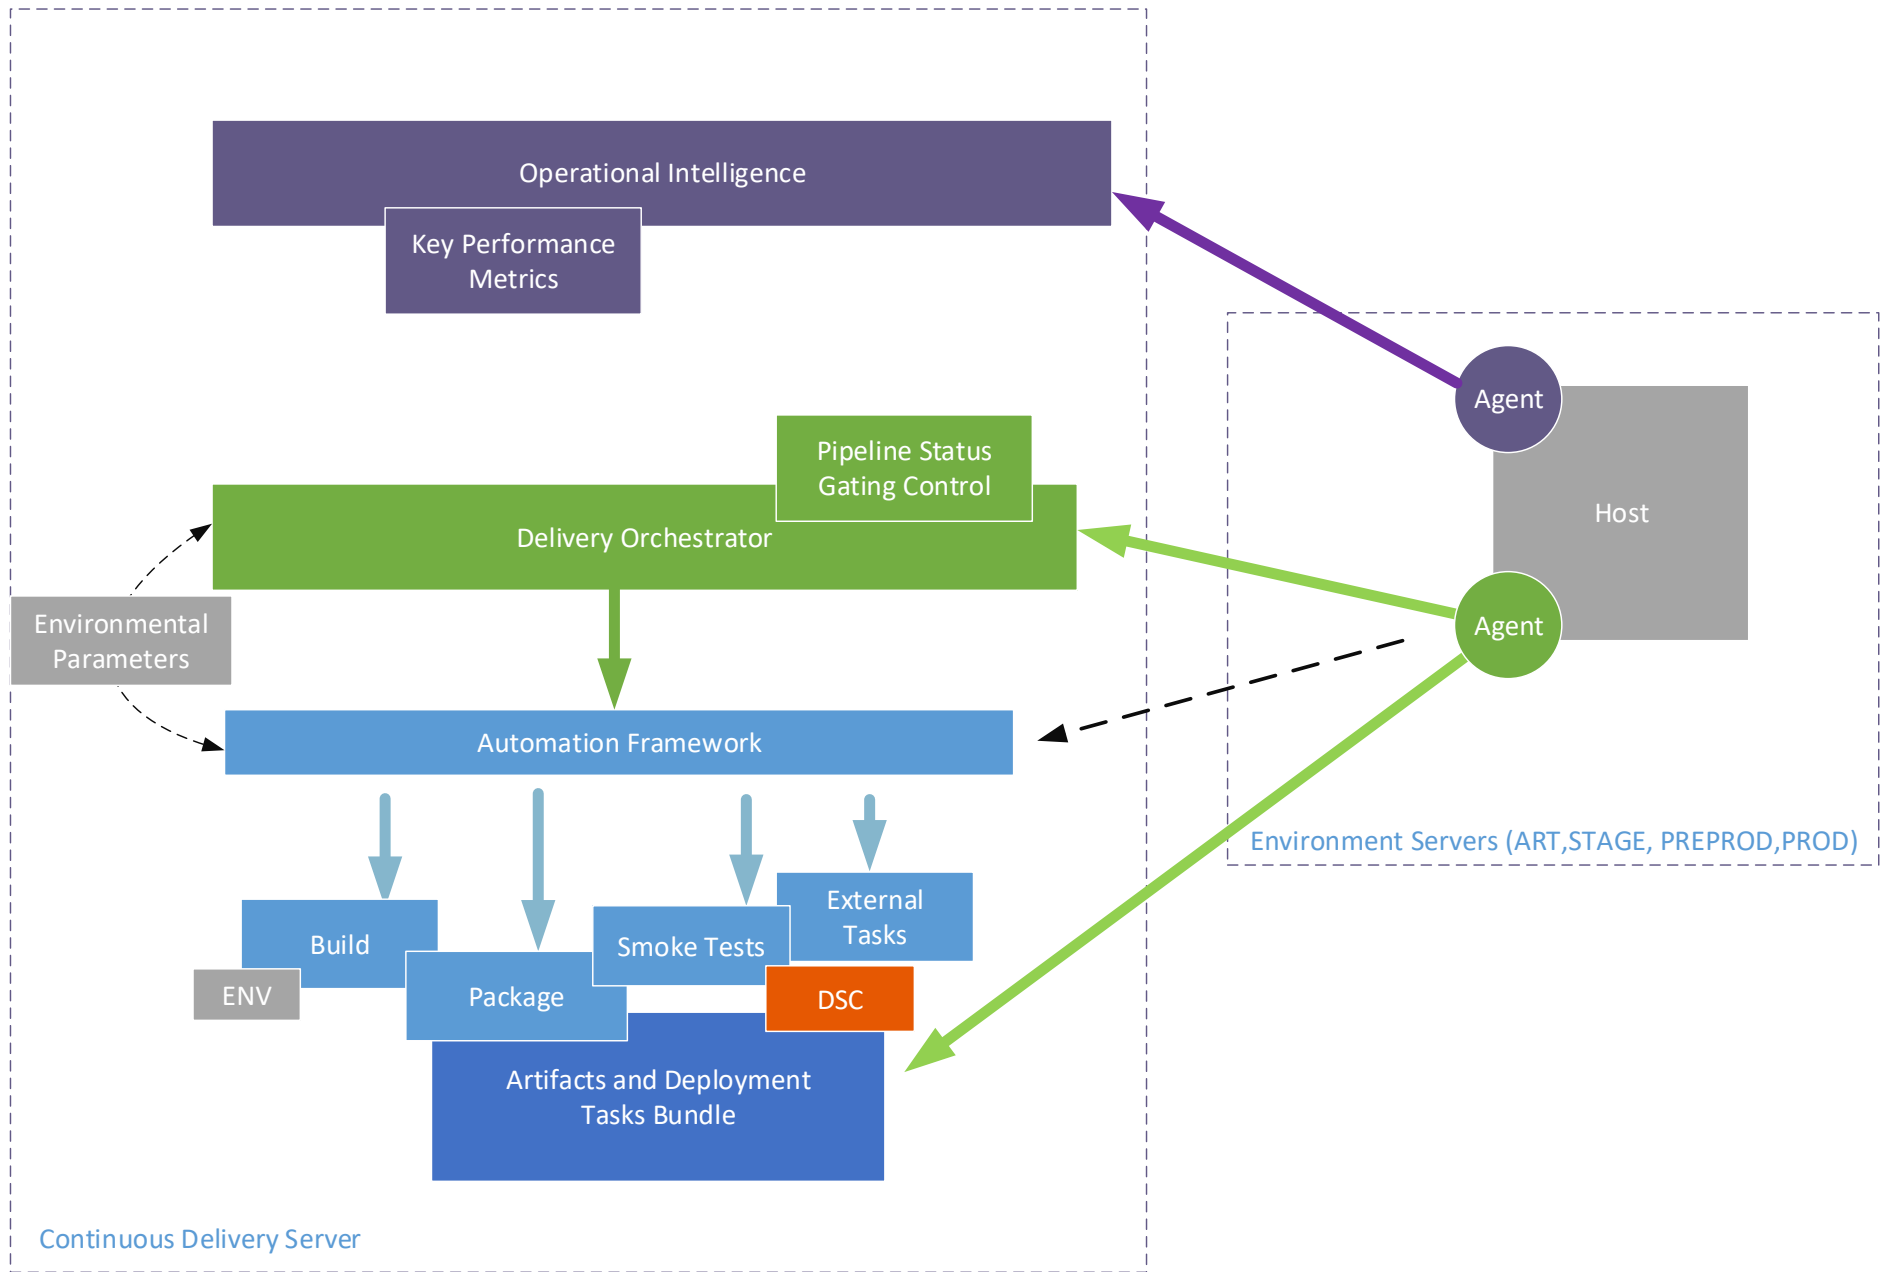 Operational Intelligence
Key Performance
Metrics
Agent
Pipeline Status
Gating Control
Host
Delivery Orchestrator
Environmental
Parameters
Agent
Automation Framework
Environment Servers (ART,STAGE, PREPROD,PROD)
External
Tasks
Build
Smoke Tests
ENV
Package
DSC
Artifacts and Deployment
Tasks Bundle
Continuous Delivery Server